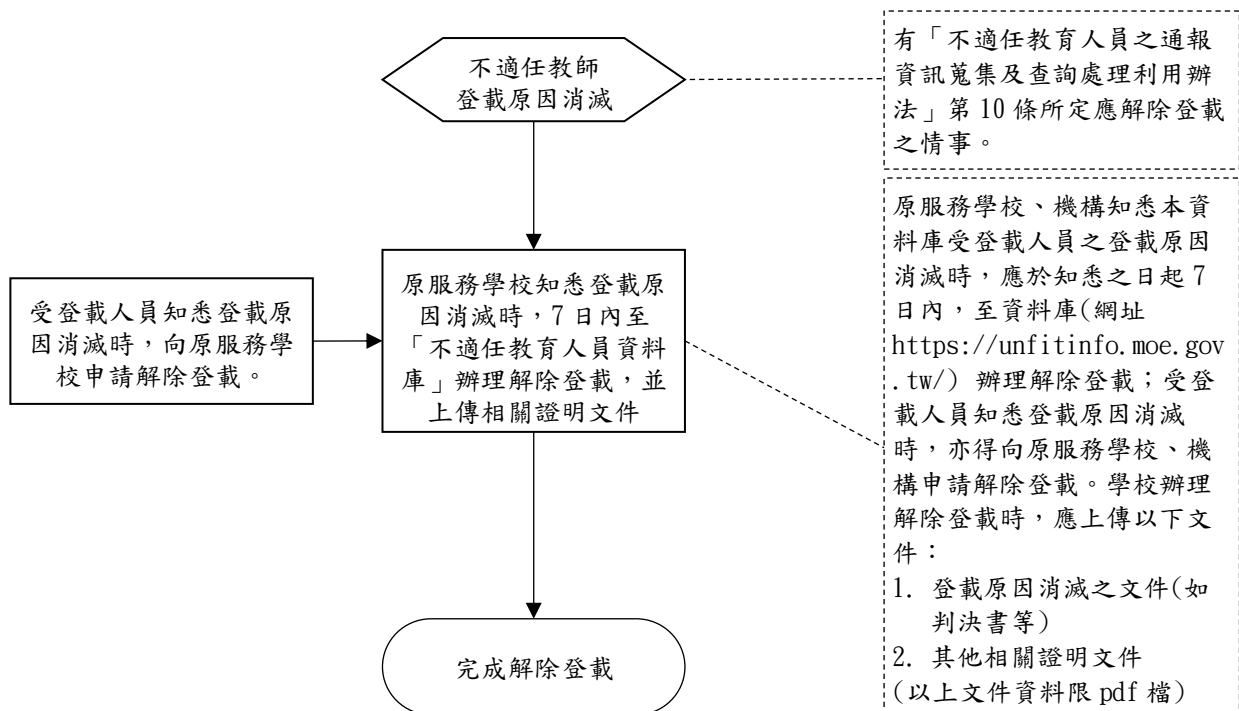 不適任教師
登載原因消滅
有「不適任教育人員之通報
資訊蒐集及查詢處理利用辦
法」第 10 條所定應解除登載
之情事。
受登載人員知悉登載原
因消滅時，向原服務學
校申請解除登載。
原服務學校知悉登載原
因消滅時，7 日內至
「不適任教育人員資料
庫」辦理解除登載，並
上傳相關證明文件
原服務學校、機構知悉本資
料庫受登載人員之登載原因
消滅時，應於知悉之日起 7
日內，至資料庫(網址
https://unfitinfo.moe.gov
.tw/) 辦理解除登載；受登
載人員知悉登載原因消滅
時，亦得向原服務學校、機
構申請解除登載。學校辦理
解除登載時，應上傳以下文
件：
1. 登載原因消滅之文件(如
判決書等)
2. 其他相關證明文件
(以上文件資料限 pdf 檔)
完成解除登載